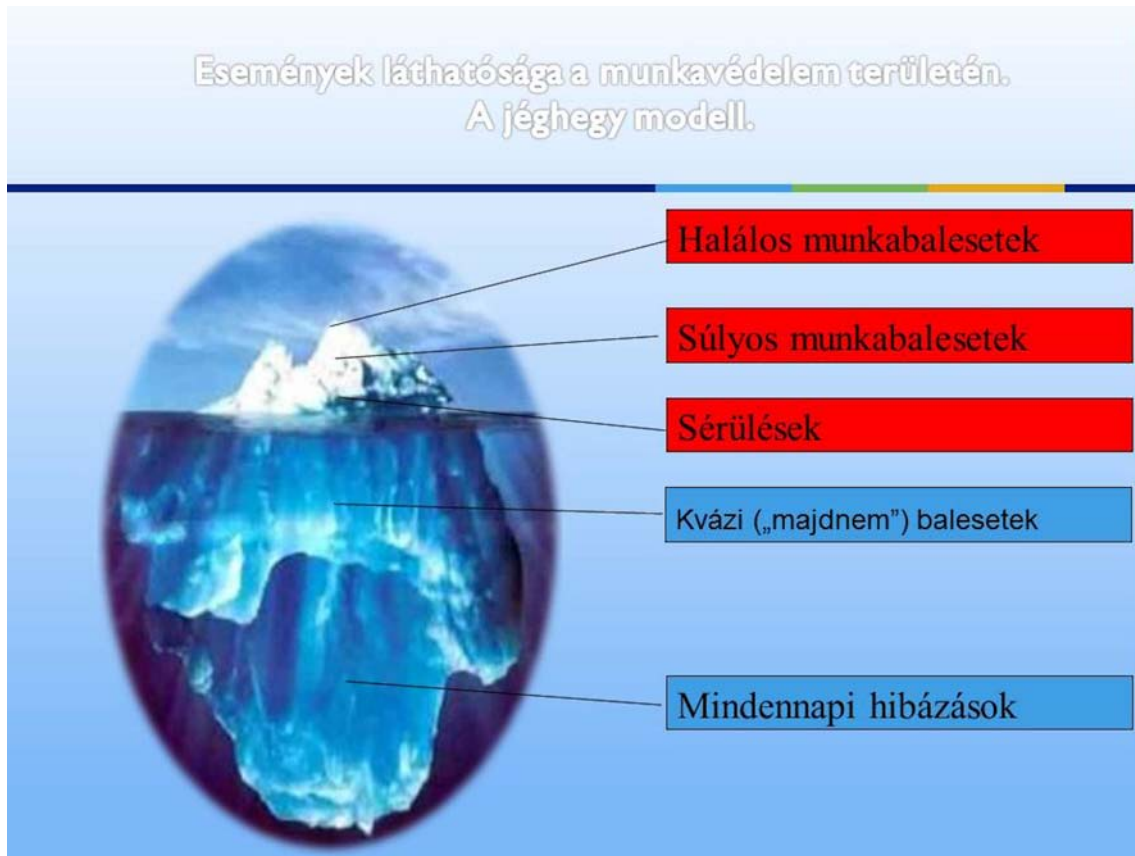 Események láthatósága a munkavédelem területén.
A jéghegy modell.
Halálos munkabalesetek
Súlyos munkabalesetek
Sérülések
Kvázi („majdnem”) balesetek
Mindennapi hibázások